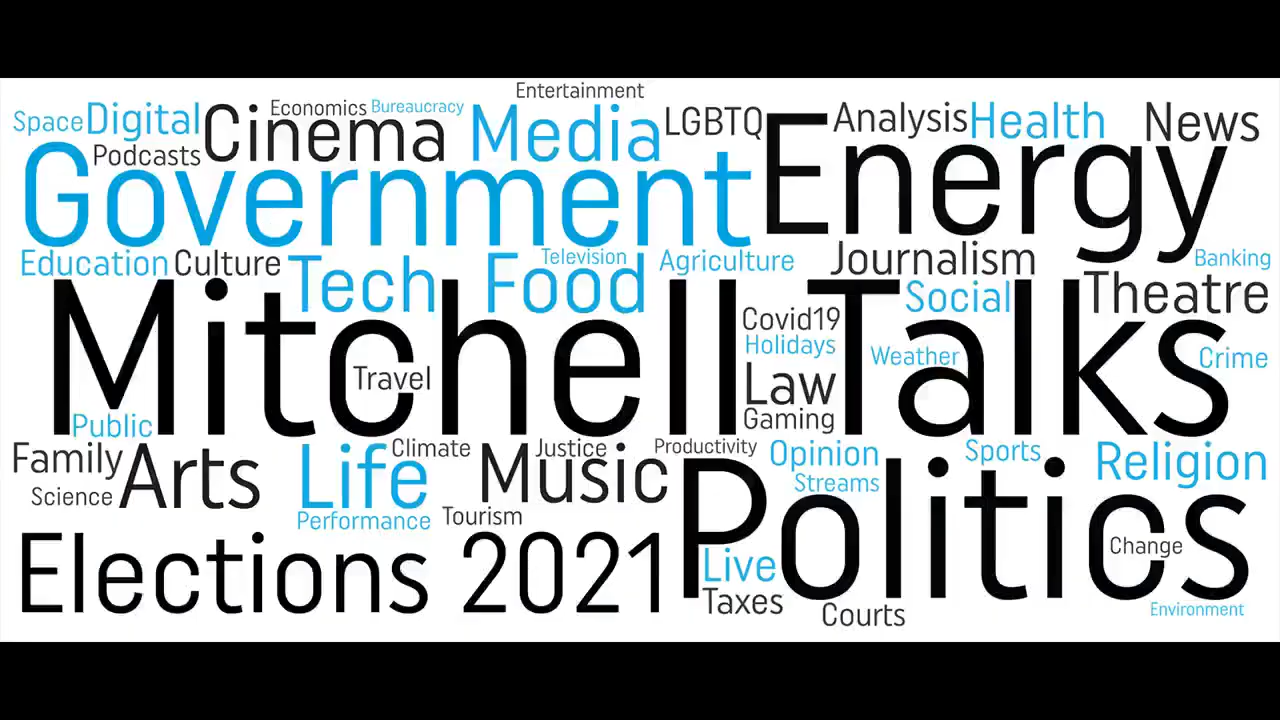 Entertainment
Space Digital Cinema Economics Bureaucracy Media LGBTQ Energy Analysis Health News
Podcasts
Government
Education Culture Tech Food Television Agriculture Journalism Banking
Social Theatre
Mitchell Talks
Covid19
Holidays Weather Crime
Travel Law
Gaming
Public
Family Arts Life Climate Music Justice Productivity Opinion Sports Religion
Science Streams
Performance Tourism
Politics
Elections 2021
Change
Live
Taxes Courts Environment